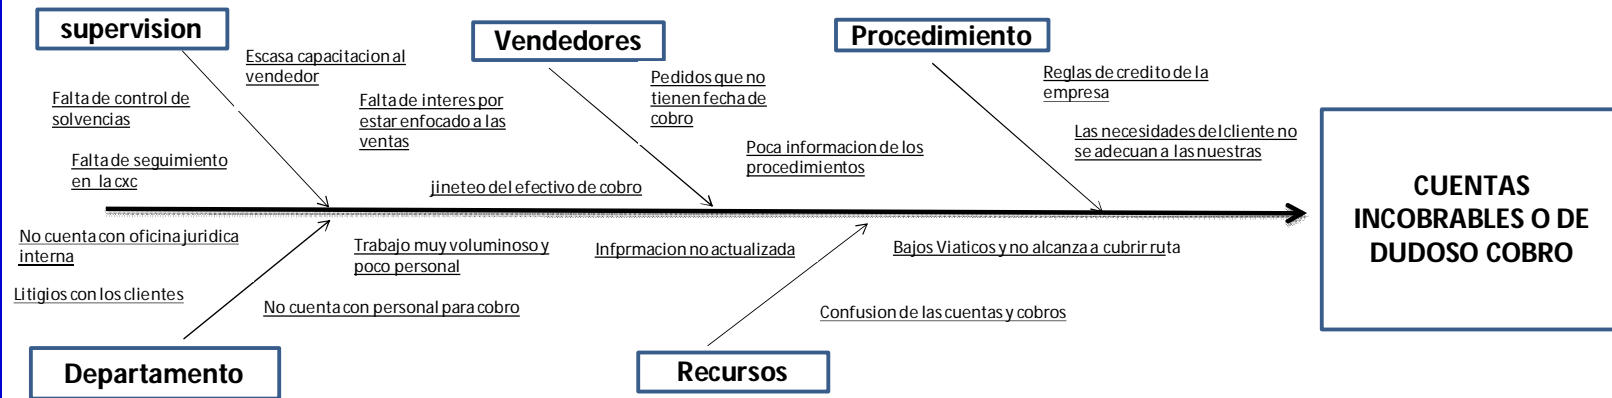 supervision
Vendedores
Procedimiento
Escasa capacitacion al
vendedor
Falta de control de
solvencias
Falta de interes por
estar enfocado a las
ventas
Pedidos que no
tienen fecha de
cobro
Reglas de credito de la
empresa
Las necesidades del cliente no
se adecuan a las nuestras
Falta de seguimiento
en la cxc
Poca informacion de los
procedimientos
jineteo del efectivo de cobro
CUENTAS
INCOBRABLES O DE
DUDOSO COBRO
No cuenta con oficina juridica
interna
Trabajo muy voluminoso y
poco personal
Infprmacion no actualizada
Bajos Viaticos y no alcanza a cubrir ruta
Litigios con los clientes
No cuenta con personal para cobro
Confusion de las cuentas y cobros
Departamento
Recursos